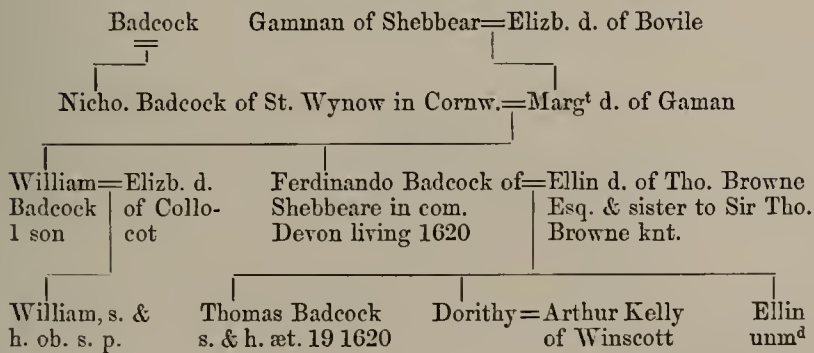 Badcock Gamman of Shebbear=Elizb. d. of Bovile
Nicho. Badcock of St. Wynow in Cornw.=Margt d. of Gaman
William=Elizb. d.
Badcock of Collo-
1 son cot
Ferdinando Badcock of=Ellin d. of Tho. Browne
Shebbeare in com. Esq. & sister to Sir Tho.
Devon living 1620 Browne knt.
William, s. &
h. ob. s. p.
Thomas Badcock
s. & h. æt. 19 1620
Dorithy=Arthur Kelly
of Winscott
Ellin
unmd